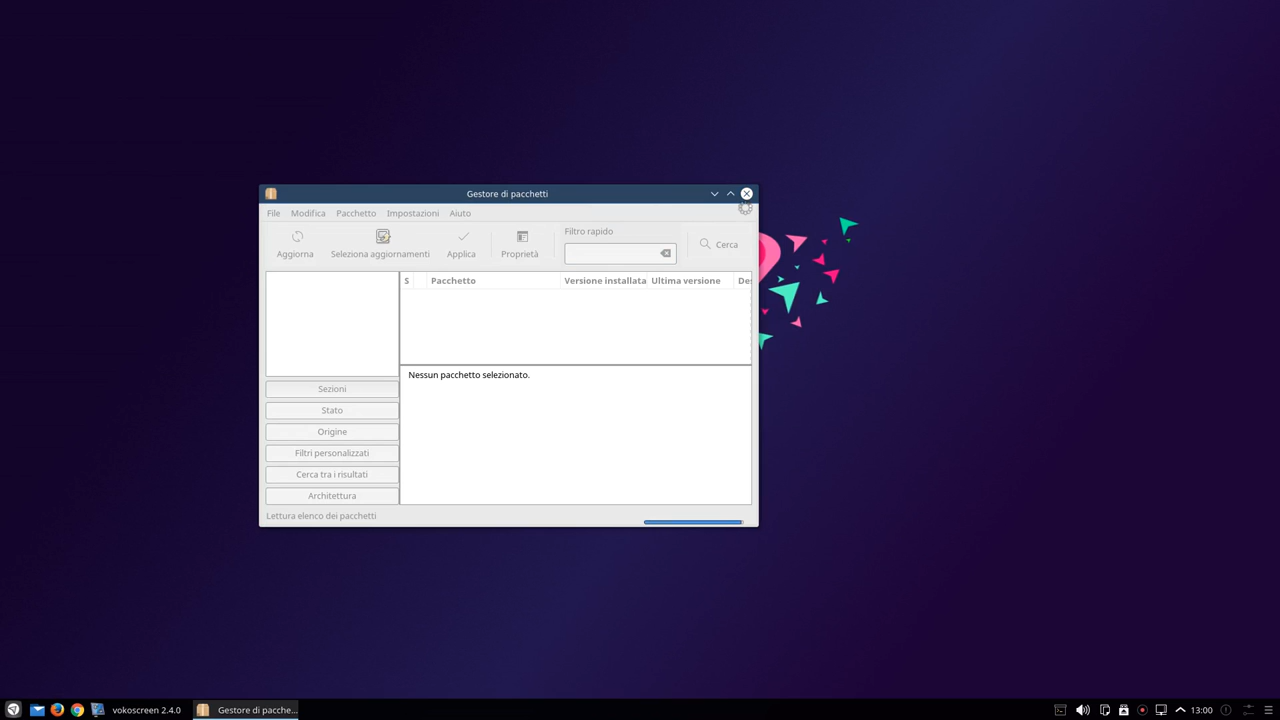 Gestore di pacchetti
File Modifica Pacchetto Impostazioni Aiuto
Filtro rapido
Aggiorna Seleziona aggiornamenti Applica Proprietà Cerca
S Pacchetto Versione installata Ultima versione Des
Nessun pacchetto selezionato.
Sezioni
Stato
Origine
Filtri personalizzati
Cerca tra i risultati
Architettura
Lettura elenco dei pacchetti
vokoscreen 2.4.0 Gestore di pacche... 13:00